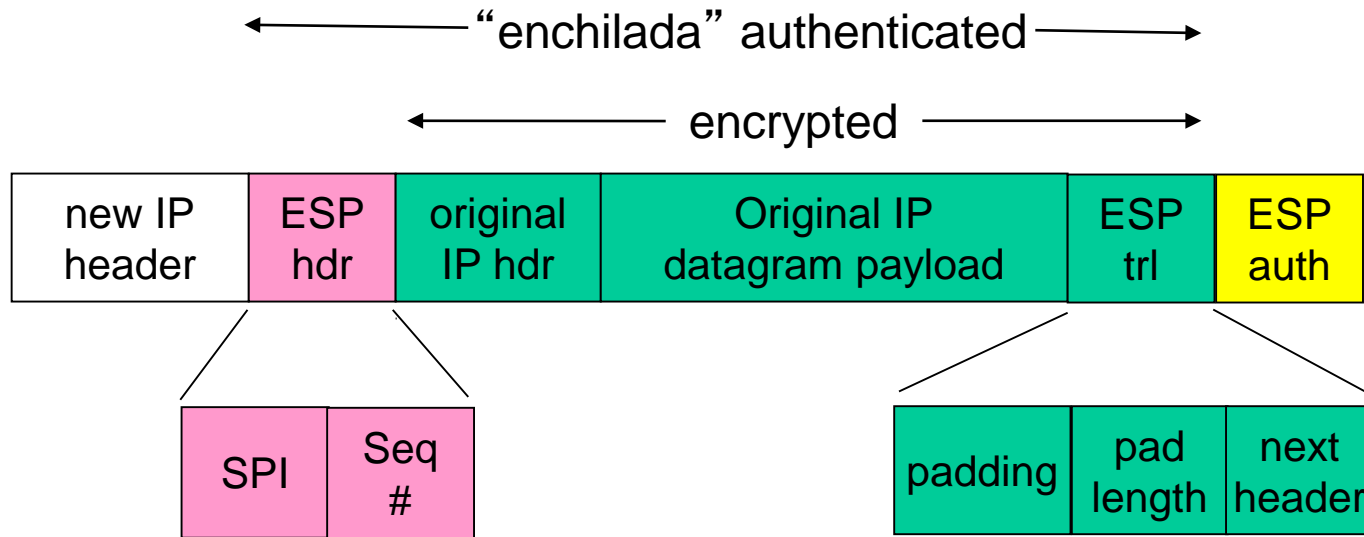 “enchilada” authenticated
encrypted
new IP
header
ESP
hdr
original
IP hdr
Original IP
datagram payload
ESP
trl
ESP
auth
SPI
Seq
#
padding
pad
length
next
header